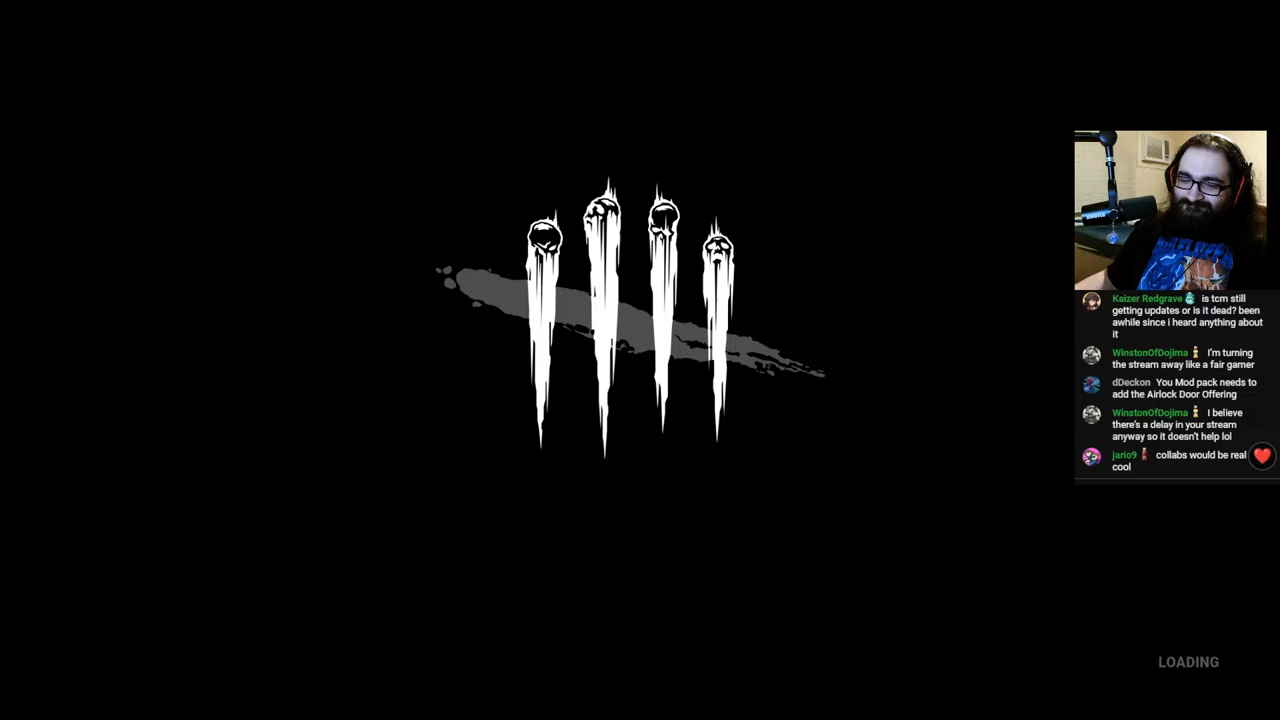 Kaizer Redgrave is tcm still
getting updates or is it dead? been
awhile since i heard anything about
it
WinstonOfDojima I'm turning
the stream away like a fair gamer
dDeckon You Mod pack needs to
add the Airlock Door Offering
WinstonOfDojima I believe
there's a delay in your stream
anyway so it doesn't help lol
jario9 collabs would be real
cool
LOADING